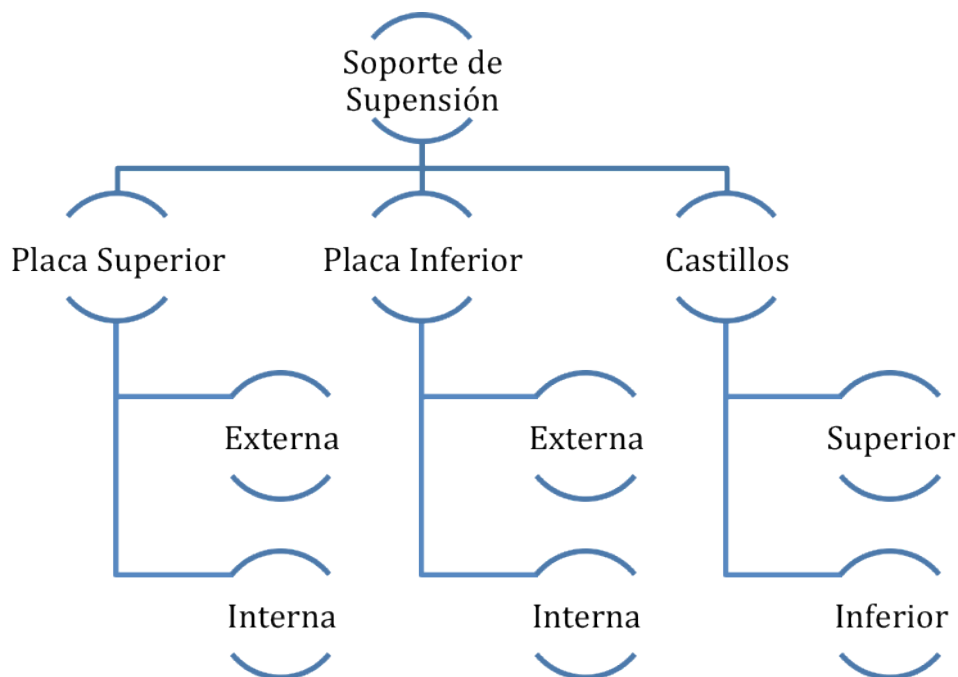 Soporte de
Supensión
Placa Superior
Placa Inferior
Castillos
Externa
Externa
Superior
Interna
Interna
Inferior